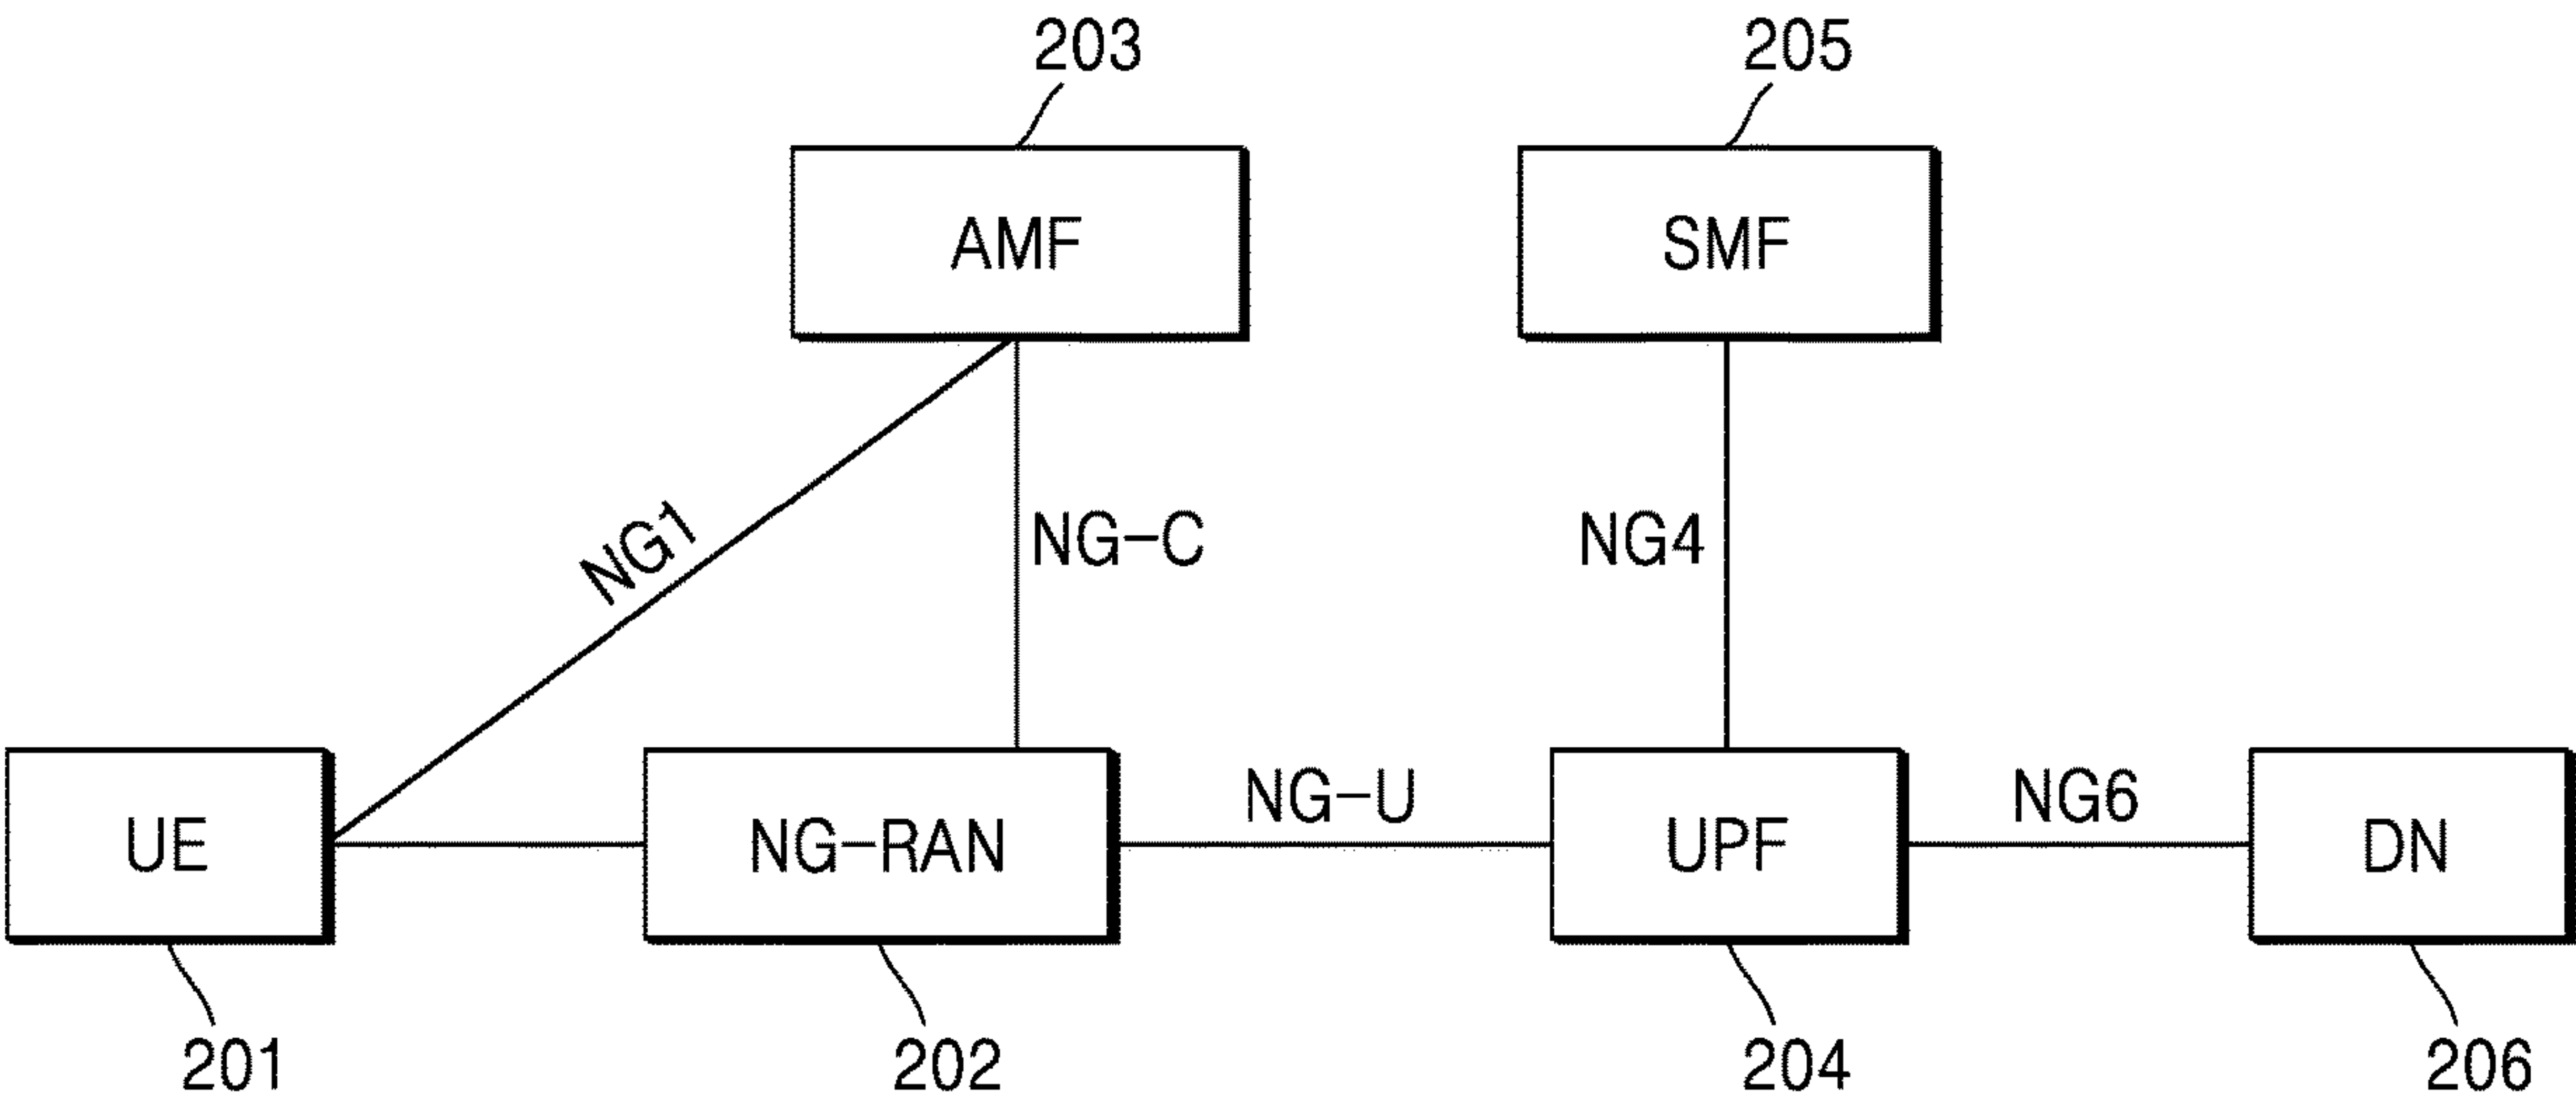 203
205
AMF
SMF
NG1
NG-C
NG4
NG-U
NG6
UE
NG-RAN
UPF
DN
201
202
204
206